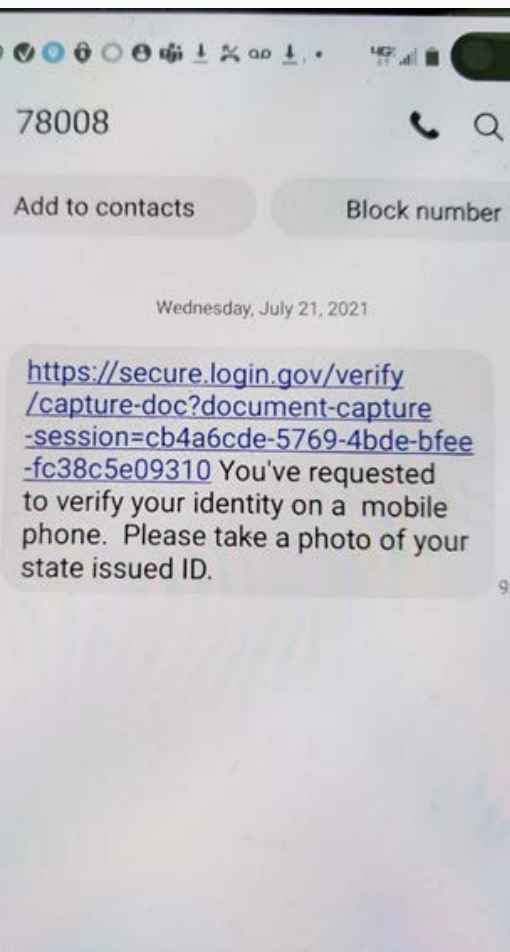 4G
78008
Add to contacts
Block number
Wednesday, July 21, 2021
https://secure.login.gov/verify
/capture-doc?document-capture
-session=cb4a6cde-5769-4bde-bfee
-fc38c5e09310 You've requested
to verify your identity on a mobile
phone. Please take a photo of your
state issued ID.
9